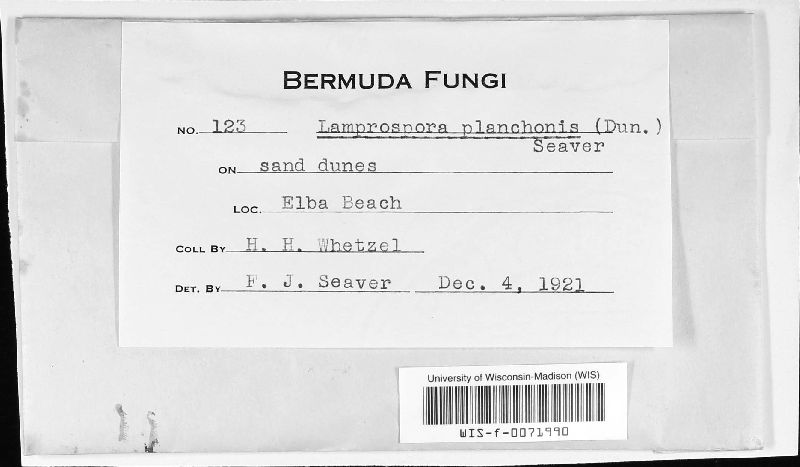 BERMUDA FUNGI
NO. 123 Lamprospora planchonis (Dun.)
Seaver
ON sand dunes
LOC. Elba Beach
COLL BY H. H. Whetzel
DET. BY F. J. Seaver Dec. 4, 1921
University of Wisconsin-Madison (WIS)
WIS-f-0071990